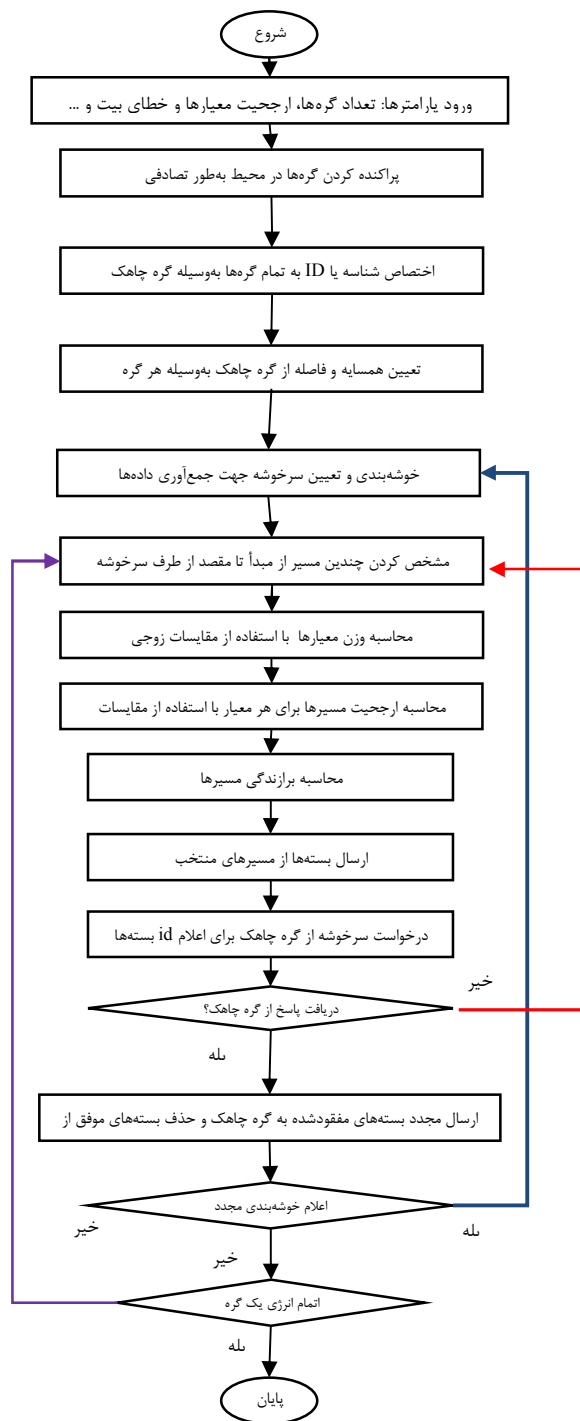 شروع
ورود پارامترها: تعداد گره‌ها، ارجحیت معیارها و خطای بیت و ...
پراکنده کردن گره‌ها در محیط به‌طور تصادفی
اختصاص شناسه یا ID به تمام گره‌ها به‌وسیله گره چاهک
تعیین همسایه و فاصله از گره چاهک به‌وسیله هر گره
خوشه‌بندی و تعیین سرخوشه جهت جمع‌آوری داده‌ها
مشخص کردن چندین مسیر از مبدأ تا مقصد از طرف سرخوشه
محاسبه وزن معیارها با استفاده از مقایسات زوجی
محاسبه ارجحیت مسیرها برای هر معیار با استفاده از مقایسات
محاسبه برازندگی مسیرها
ارسال بسته‌ها از مسیرهای منتخب
درخواست سرخوشه از گره چاهک برای اعلام id بسته‌ها
خیر
دریافت پاسخ از گره چاهک؟
بله
ارسال مجدد بسته‌های مفقودشده به گره چاهک و حذف بسته‌های موفق از
اعلام خوشه‌بندی مجدد
خیر
بله
خیر
اتمام انرژی یک گره
بله
پایان